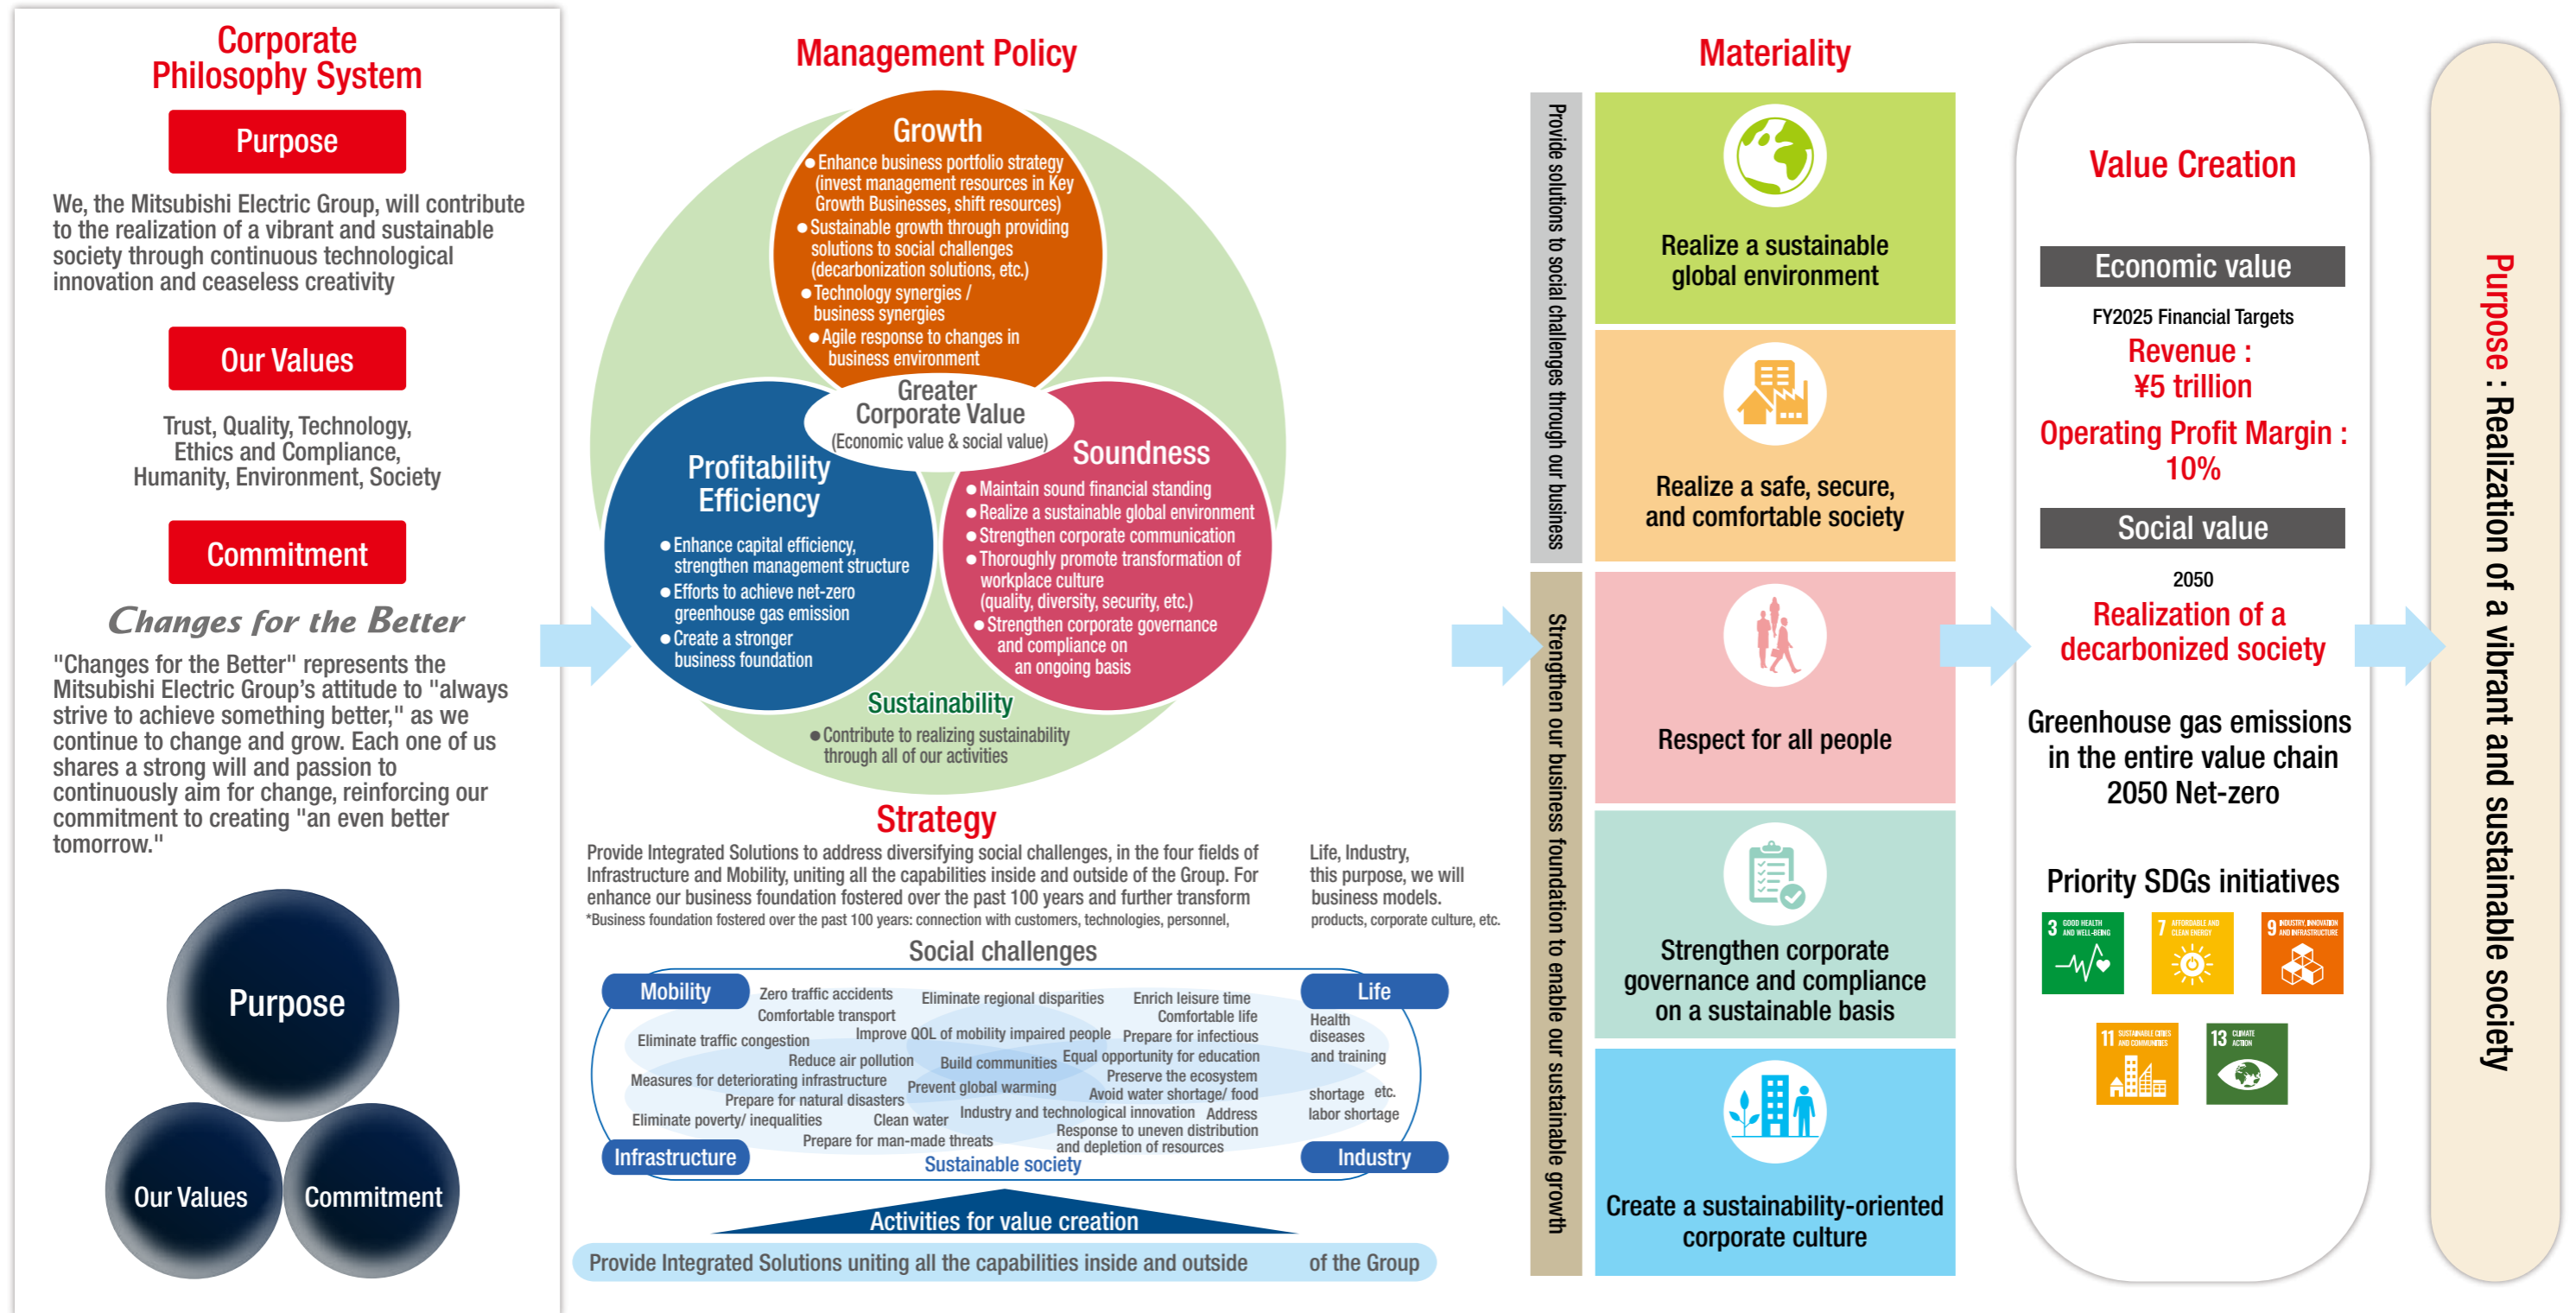 Corporate
Philosophy System
Purpose
We, the Mitsubishi Electric Group, will contribute
to the realization of a vibrant and sustainable
society through continuous technological
innovation and ceaseless creativity
Our Values
Trust, Quality, Technology,
Ethics and Compliance,
Humanity, Environment, Society
Commitment
Changes for the Better
"Changes for the Better" represents the
Mitsubishi Electric Group's attitude to "always
strive to achieve something better," as we
continue to change and grow. Each one of us
shares a strong will and passion to
continuously aim for change, reinforcing our
commitment to creating "an even better
tomorrow."
Purpose
Our Values
Commitment
Management Policy
Growth
● Enhance business portfolio strategy
(invest management resources in Key
Growth Businesses, shift resources)
● Sustainable growth through providing
solutions to social challenges
(decarbonization solutions, etc.)
● Technology synergies /
business synergies
● Agile response to changes in
business environment
Greater
Corporate Value
(Economic value & social value)
Profitability
Efficiency
● Enhance capital efficiency,
strengthen management structure
● Efforts to achieve net-zero
greenhouse gas emission
● Create a stronger
business foundation
Soundness
● Maintain sound financial standing
● Realize a sustainable global environment
● Strengthen corporate communication
● Thoroughly promote transformation of
workplace culture
(quality, diversity, security, etc.)
● Strengthen corporate governance
and compliance on
an ongoing basis
Sustainability
● Contribute to realizing sustainability
through all of our activities
Strategy
Provide Integrated Solutions to address diversifying social challenges, in the four fields of Life, Industry,
Infrastructure and Mobility, uniting all the capabilities inside and outside of the Group. For this purpose, we will
enhance our business foundation fostered over the past 100 years and further transform business models.
*Business foundation fostered over the past 100 years: connection with customers, technologies, personnel, products, corporate culture, etc.
Social challenges
Mobility
Life
Zero traffic accidents
Eliminate regional disparities
Enrich leisure time
Comfortable transport
Comfortable life
Health
Eliminate traffic congestion
Improve QOL of mobility impaired people
Prepare for infectious diseases
Reduce air pollution
Build communities
Equal opportunity for education and training
Measures for deteriorating infrastructure
Prevent global warming
Preserve the ecosystem
Prepare for natural disasters
Avoid water shortage/ food shortage etc.
Eliminate poverty/ inequalities
Clean water
Industry and technological innovation
Address labor shortage
Prepare for man-made threats
Response to uneven distribution
and depletion of resources
Infrastructure
Sustainable society
Industry
Activities for value creation
Provide Integrated Solutions uniting all the capabilities inside and outside of the Group
Materiality
Provide solutions to social challenges through our business
Realize a sustainable
global environment
Realize a safe, secure,
and comfortable society
Strengthen our business foundation to enable our sustainable growth
Respect for all people
Strengthen corporate
governance and compliance
on a sustainable basis
Create a sustainability-oriented
corporate culture
Value Creation
Economic value
FY2025 Financial Targets
Revenue :
¥5 trillion
Operating Profit Margin :
10%
Social value
2050
Realization of a
decarbonized society
Greenhouse gas emissions
in the entire value chain
2050 Net-zero
Priority SDGs initiatives
3 GOOD HEALTH
AND WELL-BEING
7 AFFORDABLE AND
CLEAN ENERGY
9 INDUSTRY, INNOVATION
AND INFRASTRUCTURE
11 SUSTAINABLE CITIES
AND COMMUNITIES
13 CLIMATE
ACTION
Purpose : Realization of a vibrant and sustainable society